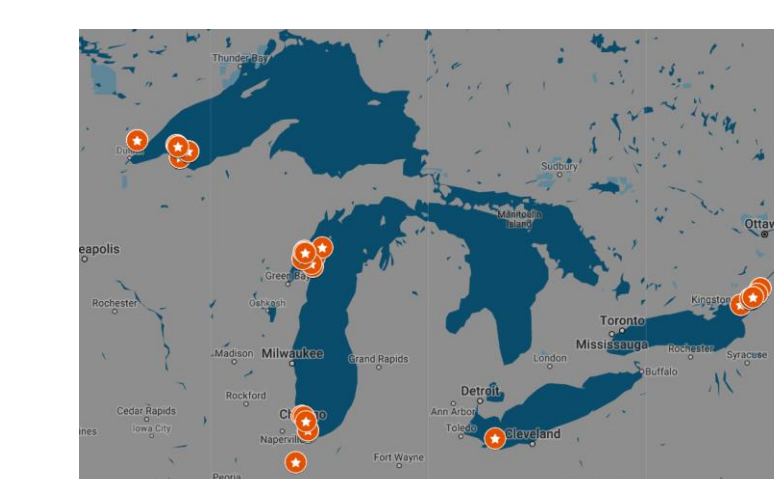 Thunder Bay
Sudbury
Manitoulin
Island
Ottaw
eapolis
Green Bay
Rochester
Oshkosh
Kingston
Toronto
Mississauga
Rochester
Syracuse
Madison
Milwaukee
Grand Rapids
London
Buffalo
Rockford
Detroit
Ann Arbor
Cedar Rapids
Iowa City
ines
Naperville
Toledo
Cleveland
Fort Wayne
Peoria